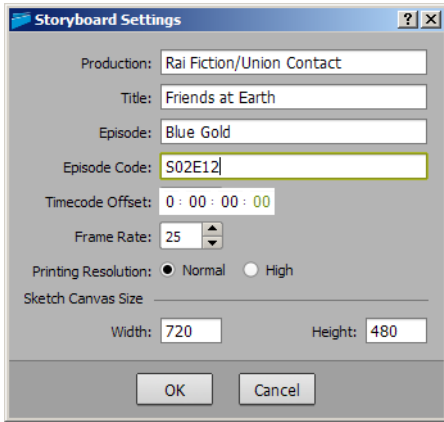 Storyboard Settings
Production: Rai Fiction/Union Contact
Title: Friends at Earth
Episode: Blue Gold
Episode Code: S02E12
Timecode Offset: 0 : 00 : 00 : 00
Frame Rate: 25
Printing Resolution: Normal High
Sketch Canvas Size
Width: 720 Height: 480
OK Cancel